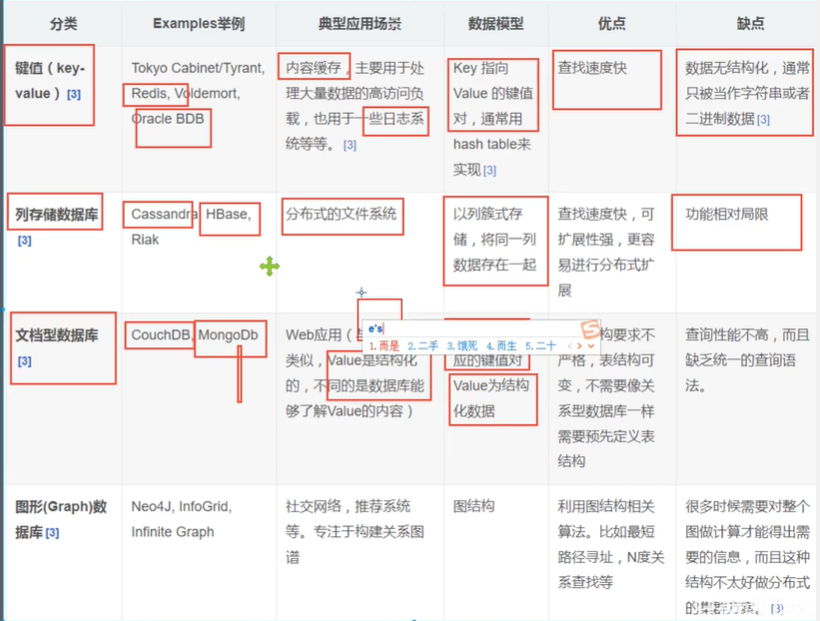 分类 Examples举例 典型应用场景 数据模型 优点 缺点
键值（key-value）[3]
Tokyo Cabinet/Tyrant,
Redis, Voldemort,
Oracle BDB
内容缓存，主要用于处
理大量数据的高访问负
载，也用于一些日志系
统等等。[3]
Key 指向
Value 的键值
对，通常用
hash table来
实现[3]
查找速度快
数据无结构化，通常
只被当作字符串或者
二进制数据[3]
列存储数据库
[3]
Cassandra HBase,
Riak
分布式的文件系统
以列簇式存
储，将同一列
数据存在一起
查找速度快，可
扩展性强，更容
易进行分布式扩
展
功能相对局限
文档型数据库
[3]
CouchDB, MongoDb
Web应用（
类似，Value是结构化
的，不同的是数据库能
够了解Value的内容）
e's
1.而是 2.二手 3.饿死 4.而生 5.二十
应的键值对
Value为结构
化数据
构要求不
严格，表结构可
变，不需要像关
系型数据库一样
需要预先定义表
结构
查询性能不高，而且
缺乏统一的查询语
法。
图形(Graph)数
据库[3]
Neo4J, InfoGrid,
Infinite Graph
社交网络，推荐系统
等。专注于构建关系图
谱
图结构
利用图结构相关
算法。比如最短
路径寻址，N度关
系查找等
很多时候需要对整个
图做计算才能得出需
要的信息，而且这种
结构不太好做分布式
的集群方案。[3]